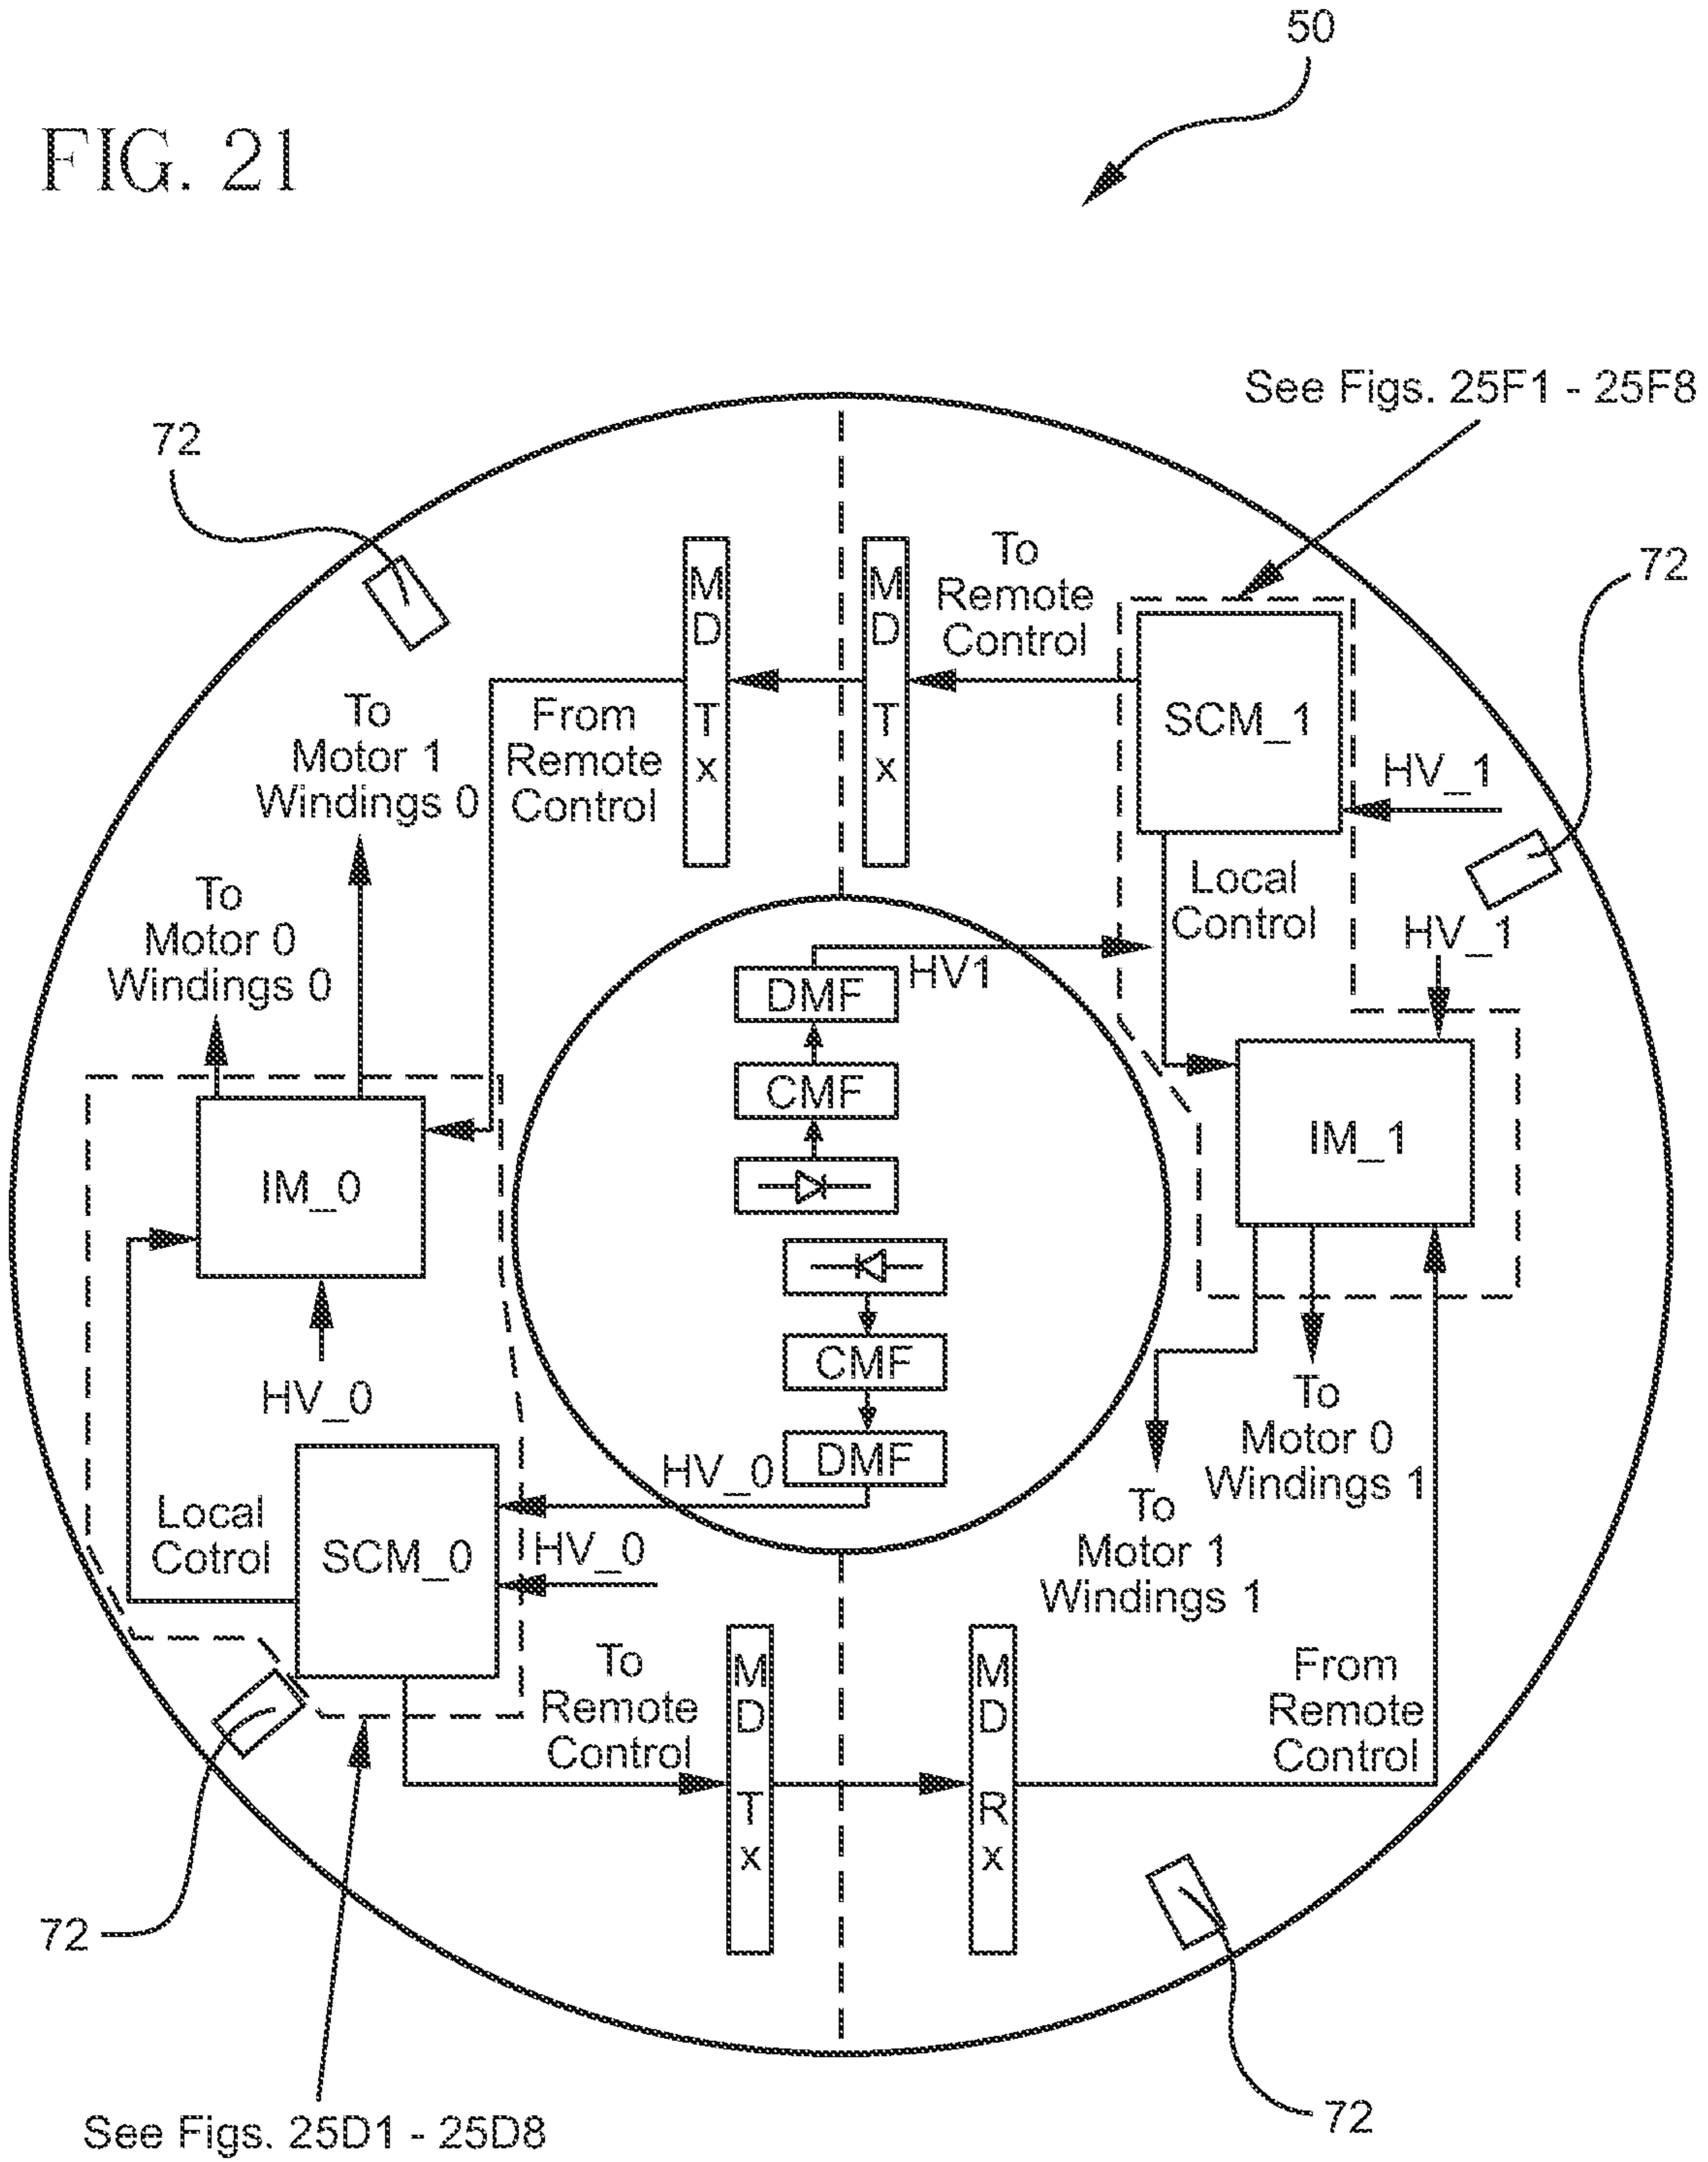 50
FIG. 21
See Figs. 25F1 - 25F8
72
72
M
D
T
x
M
D
T
x
To
Remote
Control
SCM_1
HV_1
From
Remote
Control
To
Motor 1
Windings 0
To
Motor 0
Windings 0
Local
Control
HV_1
DMF
HV1
CMF
IM_1
IM_0
HV_0
CMF
DMF
HV_0
To
Motor 0
Windings 1
To
Motor 1
Windings 1
Local
Cotrol
SCM_0
HV_0
To
Remote
Control
M
D
T
x
M
D
R
x
From
Remote
Control
72
72
See Figs. 25D1 - 25D8